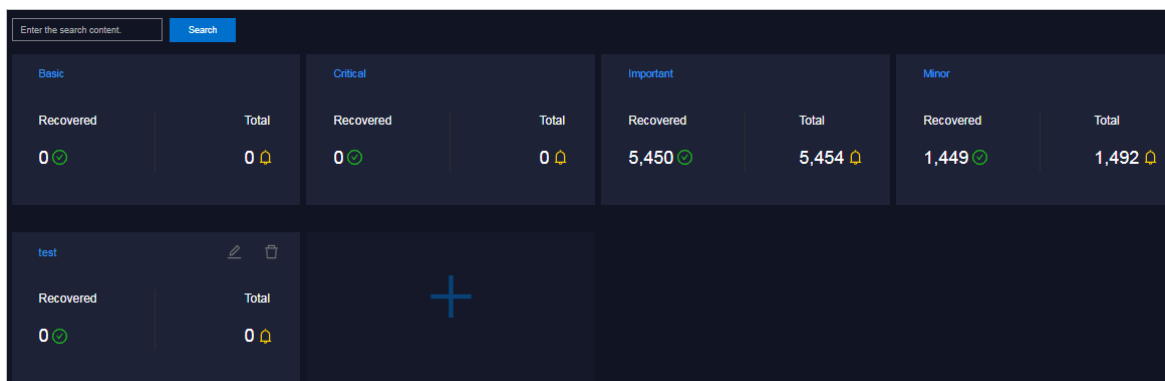 Enter the search content. Search
Basic Critical Important Minor
Recovered Total Recovered Total Recovered Total Recovered Total
0 0 0 0 5,450 5,454 1,449 1,492
test
Recovered Total
0 0